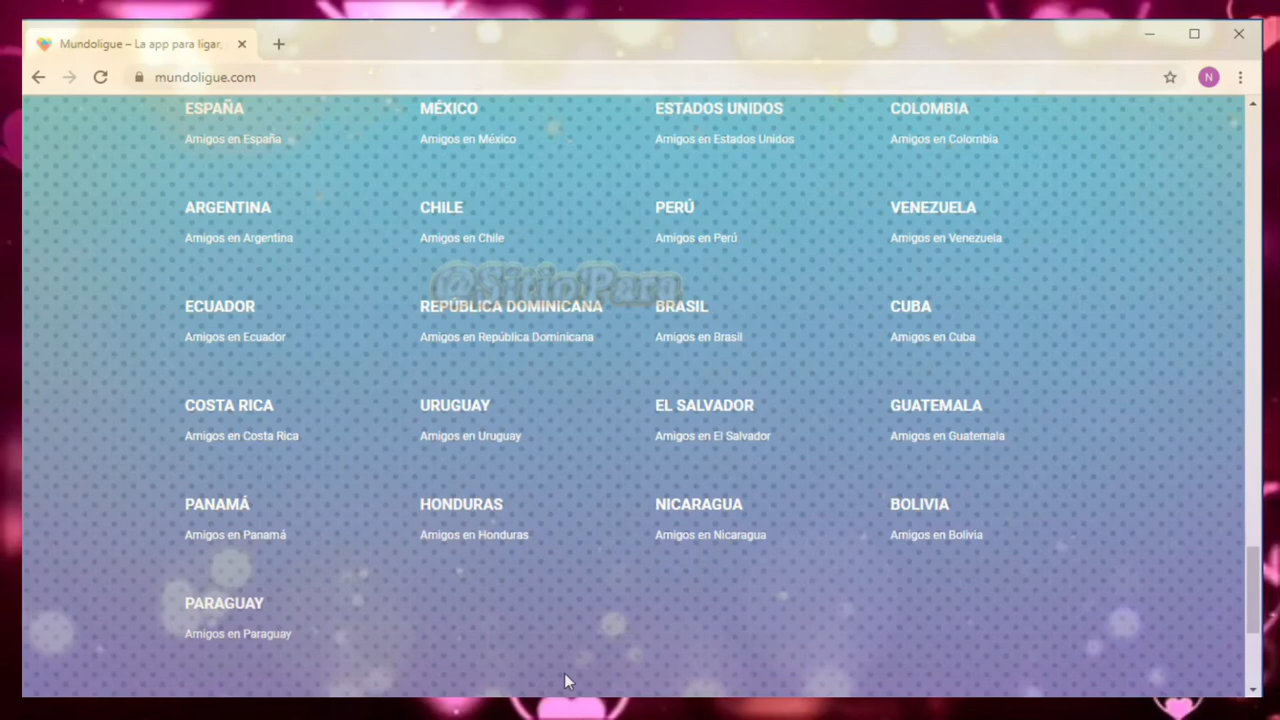 Mundoligue – La app para ligar,
mundoligue.com
N
ESPAÑA MÉXICO ESTADOS UNIDOS COLOMBIA
Amigos en España Amigos en México Amigos en Estados Unidos Amigos en Colombia
ARGENTINA CHILE PERÚ VENEZUELA
Amigos en Argentina Amigos en Chile Amigos en Perú Amigos en Venezuela
@SitioPara
ECUADOR REPÚBLICA DOMINICANA BRASIL CUBA
Amigos en Ecuador Amigos en República Dominicana Amigos en Brasil Amigos en Cuba
COSTA RICA URUGUAY EL SALVADOR GUATEMALA
Amigos en Costa Rica Amigos en Uruguay Amigos en El Salvador Amigos en Guatemala
PANAMÁ HONDURAS NICARAGUA BOLIVIA
Amigos en Panamá Amigos en Honduras Amigos en Nicaragua Amigos en Bolivia
PARAGUAY
Amigos en Paraguay